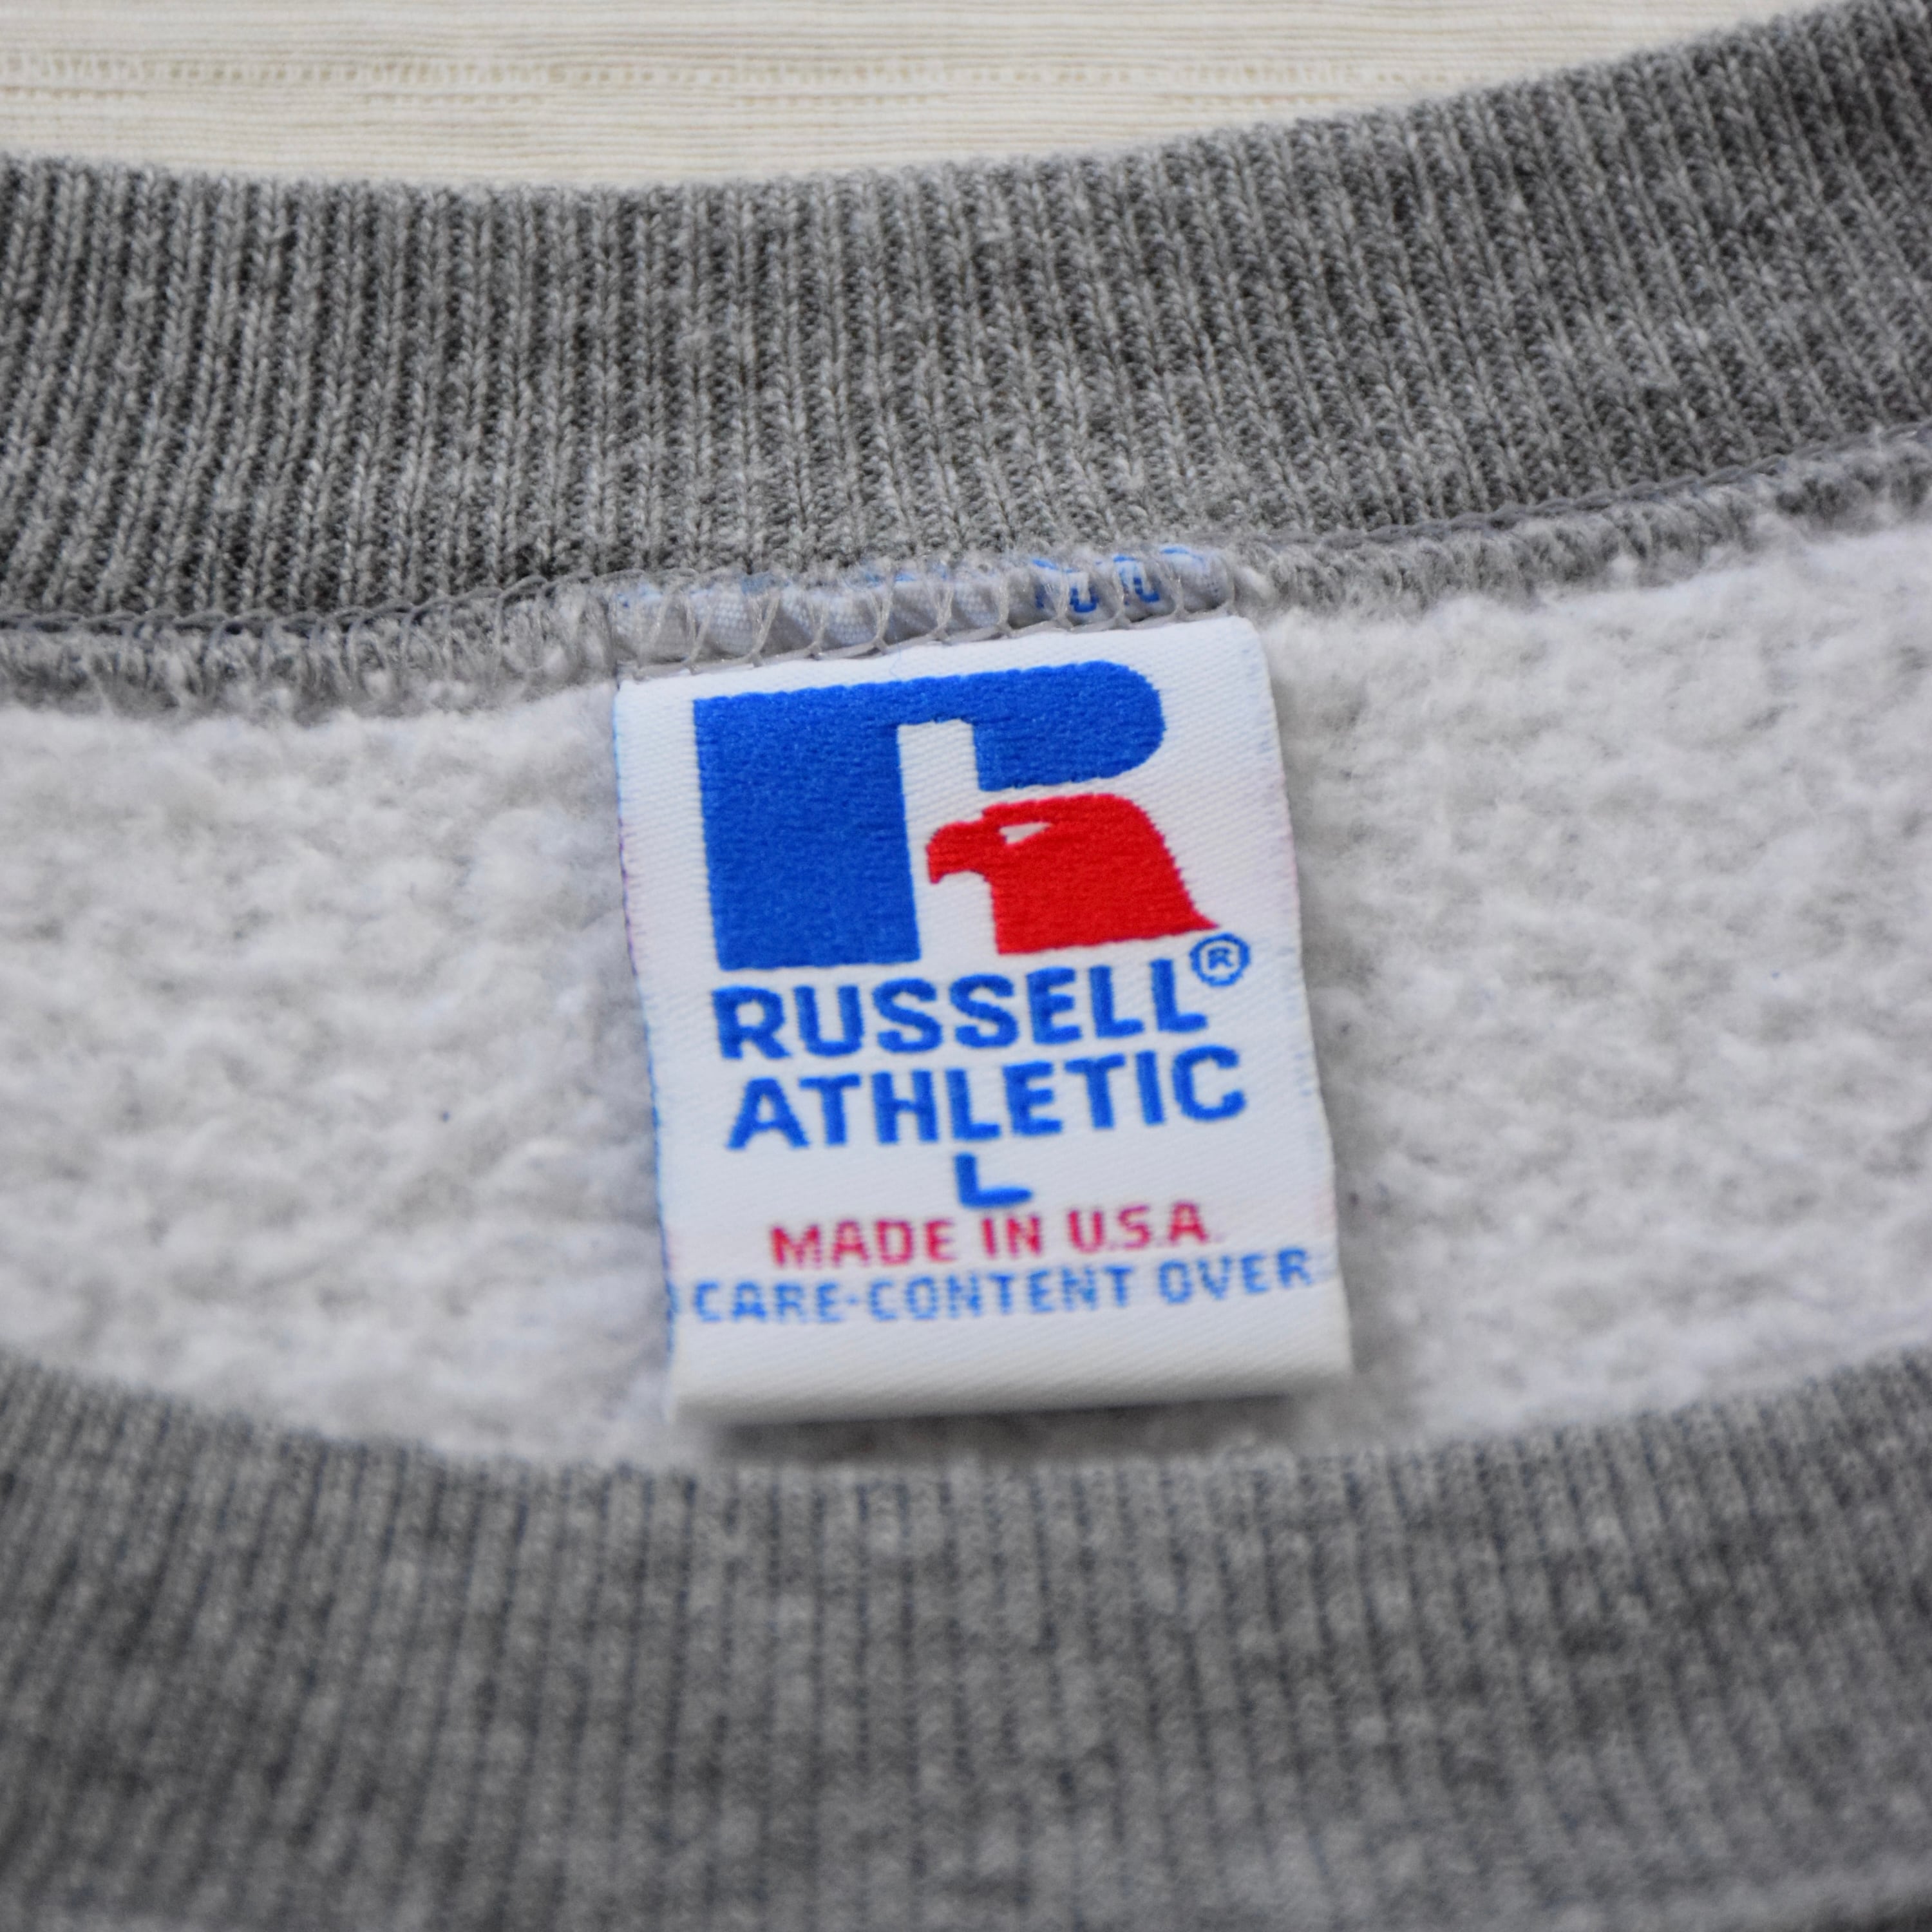 RUSSELL®
ATHLETIC
L
MADE IN U.S.A.
CARE-CONTENT OVER